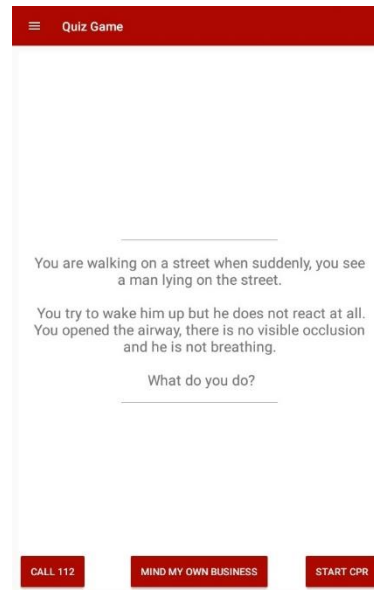 Quiz Game
You are walking on a street when suddenly, you see
a man lying on the street.
You try to wake him up but he does not react at all.
You opened the airway, there is no visible occlusion
and he is not breathing.
What do you do?
CALL 112
MIND MY OWN BUSINESS
START CPR